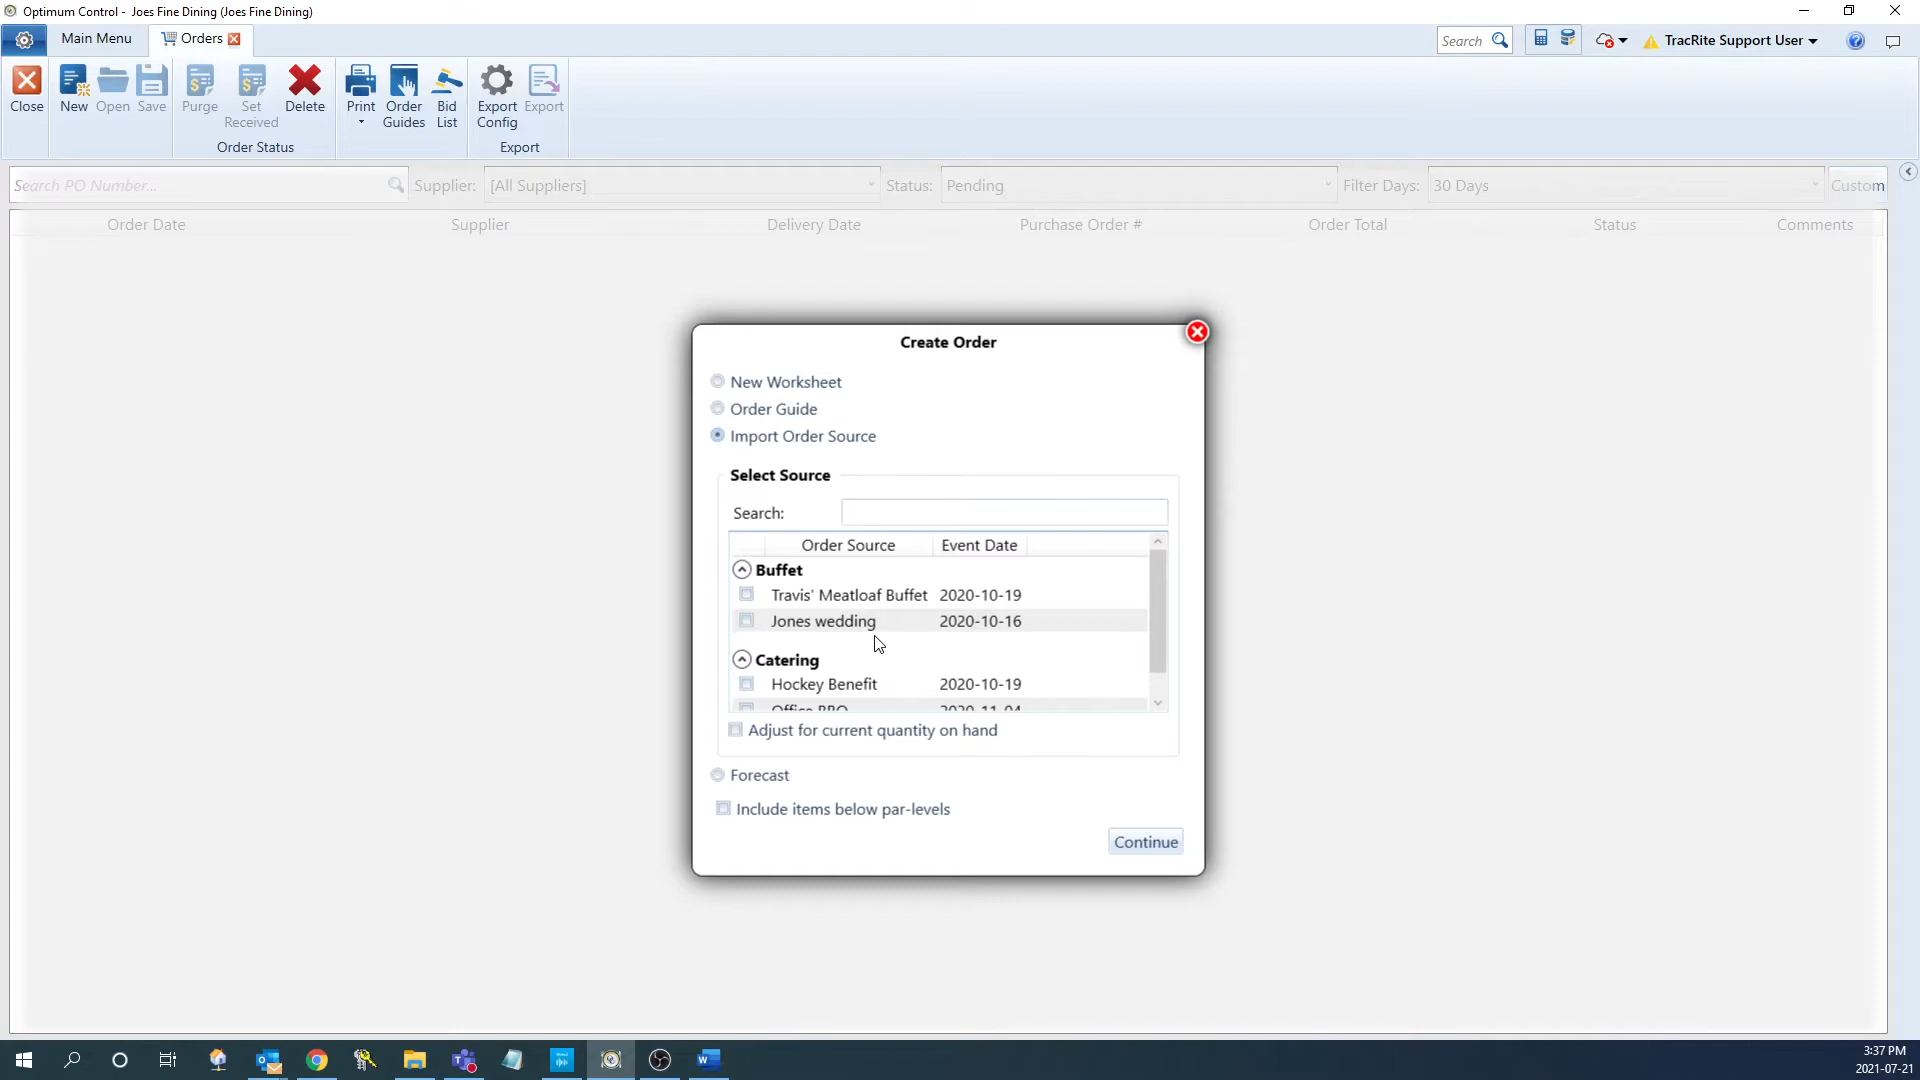 Optimum Control - Joes Fine Dining (Joes Fine Dining)
Main Menu
Orders
Search
TracRite Support User
Close
New
Open
Save
Purge
Set Received
Delete
Print
Order Guides
Bid List
Export Config
Export
Order Status
Export
Search PO Number...
Supplier:
[All Suppliers]
Status:
Pending
Filter Days:
30 Days
Custom
Order Date
Supplier
Delivery Date
Purchase Order #
Order Total
Status
Comments
Create Order
New Worksheet
Order Guide
Import Order Source
Select Source
Search:
Order Source
Event Date
Buffet
Travis' Meatloaf Buffet 2020-10-19
Jones wedding 2020-10-16
Catering
Hockey Benefit 2020-10-19
Office BBQ 2020-11-04
Adjust for current quantity on hand
Forecast
Include items below par-levels
Continue
3:37 PM
2021-07-21